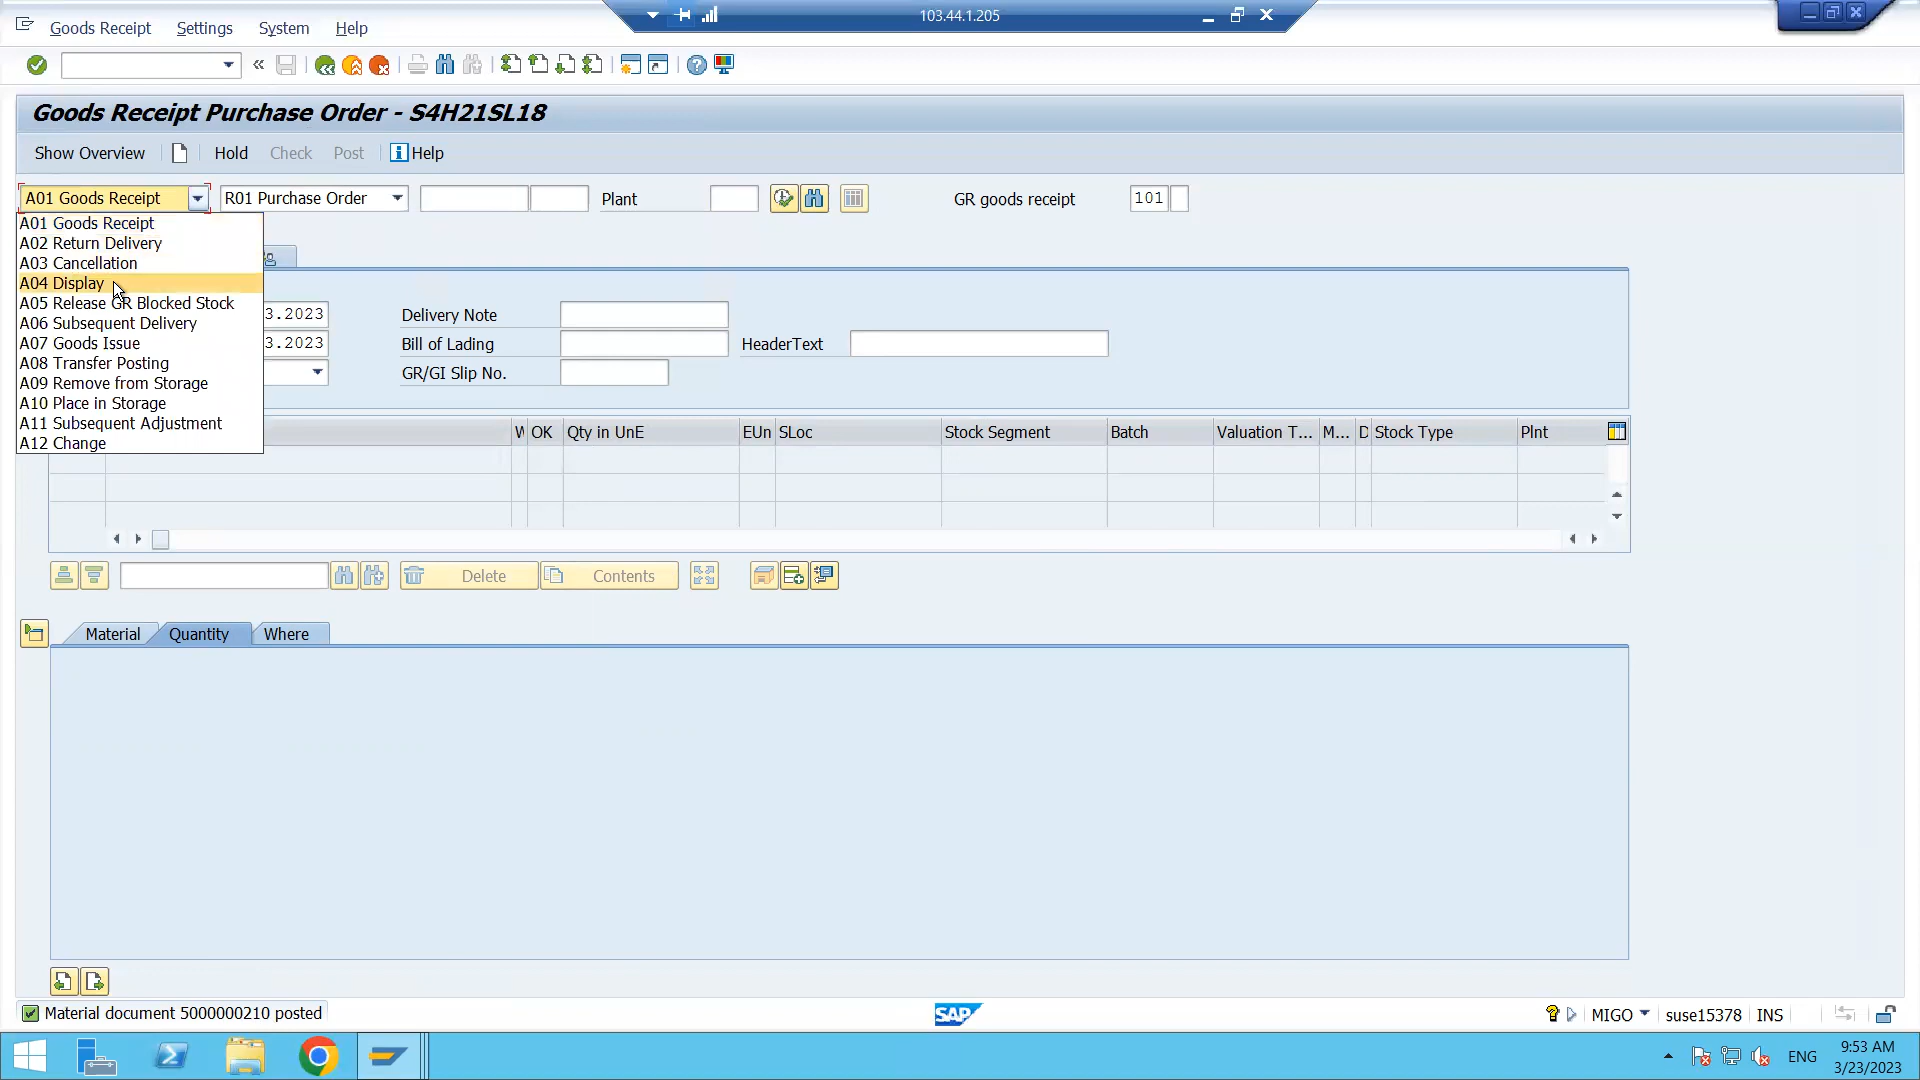 103.44.1.205
Goods Receipt Settings System Help
Goods Receipt Purchase Order - S4H21SL18
Show Overview Hold Check Post Help
A01 Goods Receipt R01 Purchase Order Plant GR goods receipt 101
A01 Goods Receipt
A02 Return Delivery
A03 Cancellation
A04 Display
A05 Release GR Blocked Stock
A06 Subsequent Delivery
A07 Goods Issue
A08 Transfer Posting
A09 Remove from Storage
A10 Place in Storage
A11 Subsequent Adjustment
A12 Change
3.2023 Delivery Note
3.2023 Bill of Lading HeaderText
GR/GI Slip No.
OK Qty in UnE EUn SLoc Stock Segment Batch Valuation T... M... D Stock Type Plnt
Delete Contents
Material Quantity Where
Material document 5000000210 posted
SAP
MIGO suse15378 INS
ENG
9:53 AM
3/23/2023